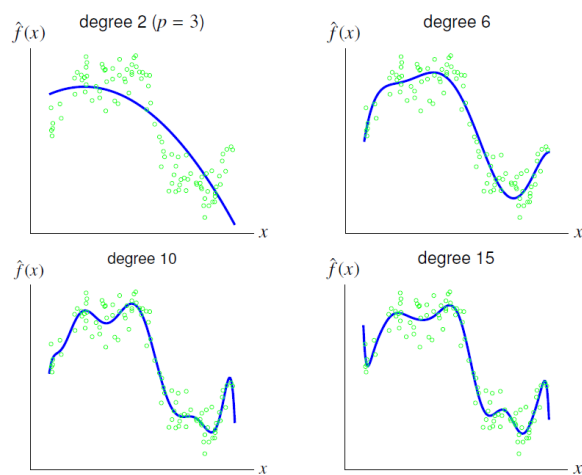 degree 2 (p = 3)
f̂(x)
x
degree 6
f̂(x)
x
degree 10
f̂(x)
x
degree 15
f̂(x)
x